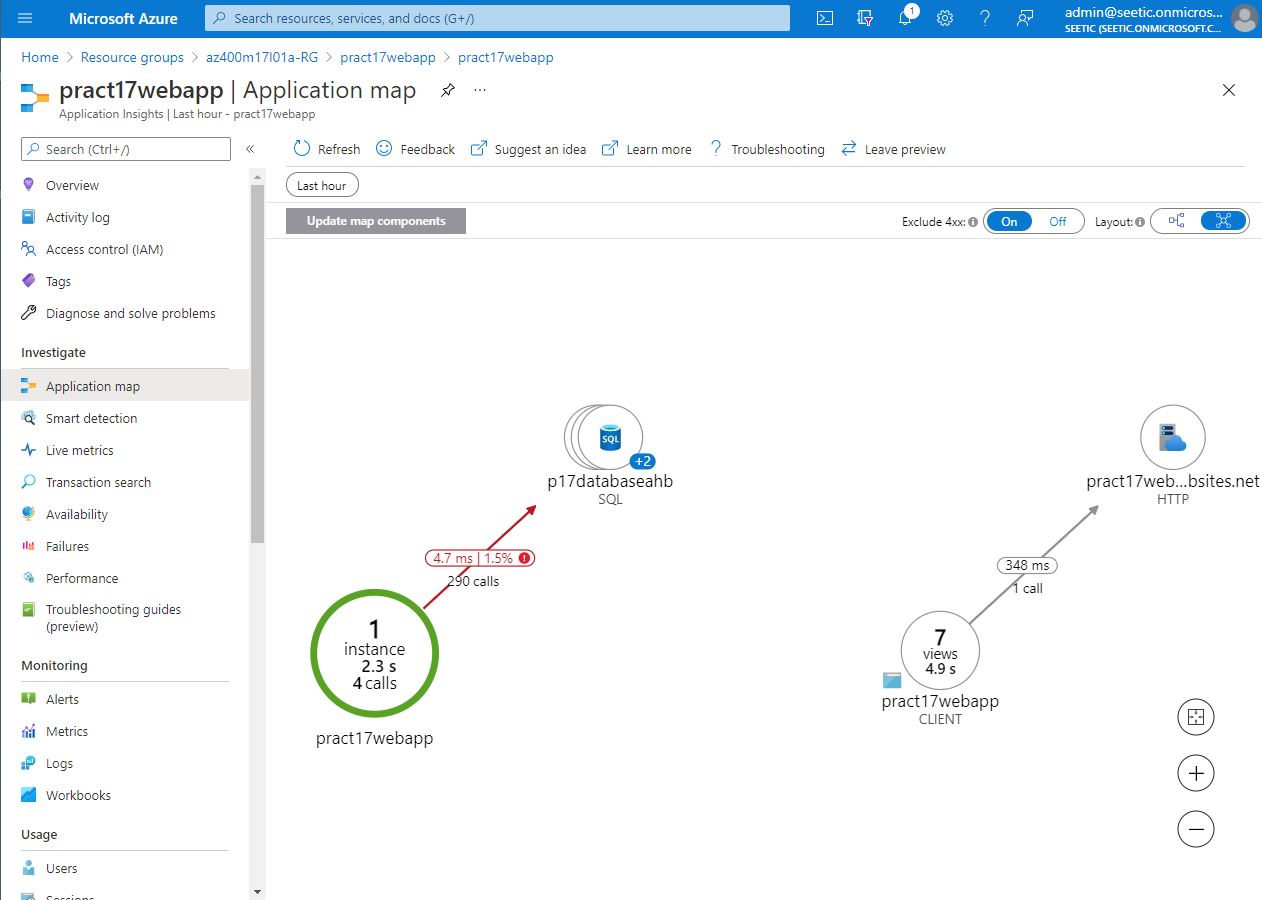 Microsoft Azure
Search resources, services, and docs (G+/)
1
admin@seetic.onmicros...
SEETIC (SEETIC.ONMICROSOFT.C...
Home > Resource groups > az400m17l01a-RG > pract17webapp > pract17webapp
pract17webapp | Application map
Application Insights | Last hour - pract17webapp
Search (Ctrl+/)
«
Refresh
Feedback
Suggest an idea
Learn more
Troubleshooting
Leave preview
Last hour
Update map components
Exclude 4xx:
On
Off
Layout:
Overview
Activity log
Access control (IAM)
Tags
Diagnose and solve problems
Investigate
Application map
Smart detection
Live metrics
Transaction search
Availability
Failures
Performance
Troubleshooting guides
(preview)
Monitoring
Alerts
Metrics
Logs
Workbooks
Usage
Users
Sessions
SQL
+2
p17databaseahb
SQL
4.7 ms | 1.5%
290 calls
1
instance
2.3 s
4 calls
pract17webapp
pract17web...bsites.net
HTTP
348 ms
1 call
7
views
4.9 s
pract17webapp
CLIENT